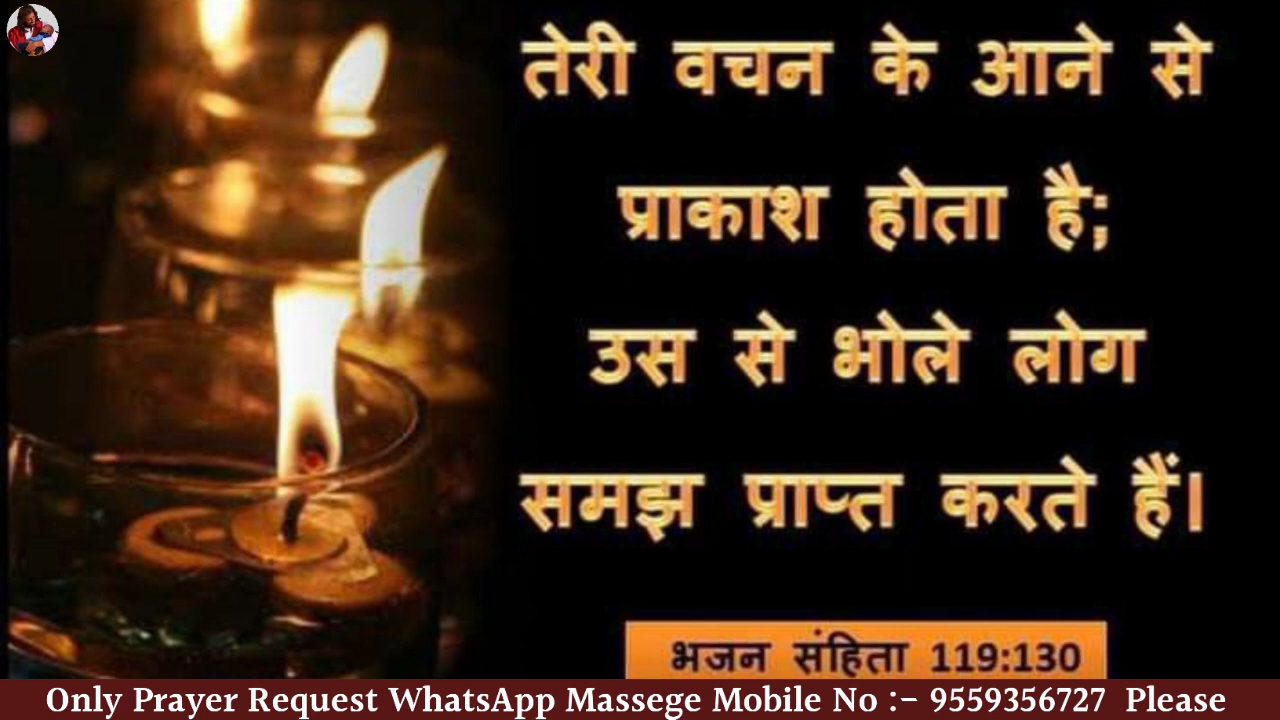 तेरी वचन के आने से
प्राकाश होता है;
उस से भोले लोग
समझ प्राप्त करते हैं।
भजन संहिता 119:130
Only Prayer Request WhatsApp Massege Mobile No :- 9559356727 Please